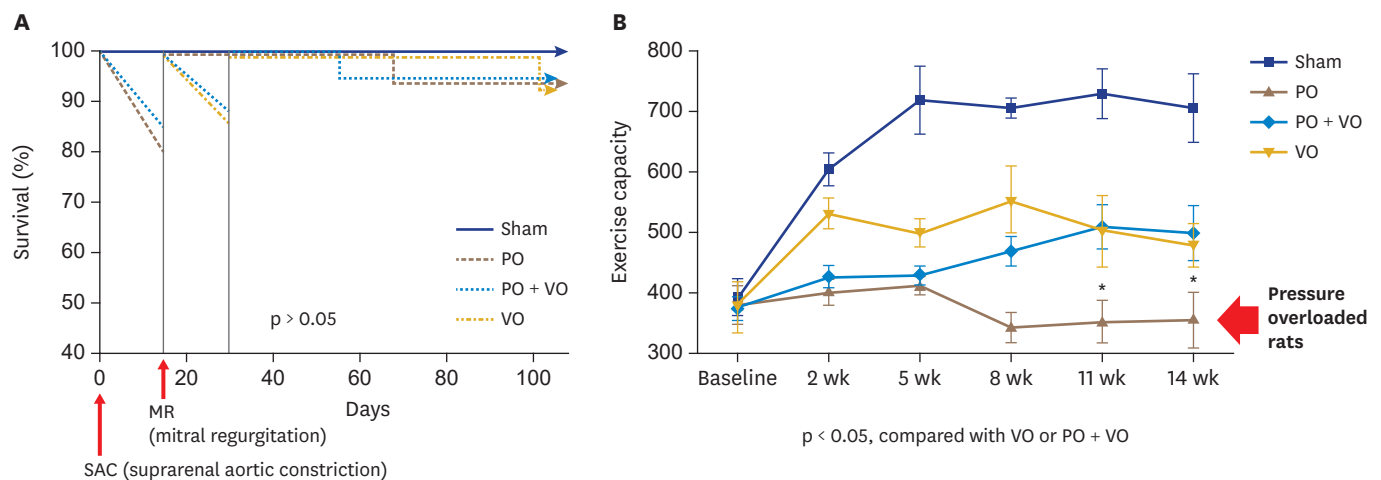 A
Survival (%)
100
90
80
70
60
50
40
Sham
PO
PO + VO
VO
p > 0.05
0
20
40
60
80
100
Days
MR
(mitral regurgitation)
SAC (suprarenal aortic constriction)
B
Exercise capacity
800
700
600
500
400
300
Sham
PO
PO + VO
VO
*
*
Pressure
overloaded
rats
Baseline
2 wk
5 wk
8 wk
11 wk
14 wk
p < 0.05, compared with VO or PO + VO